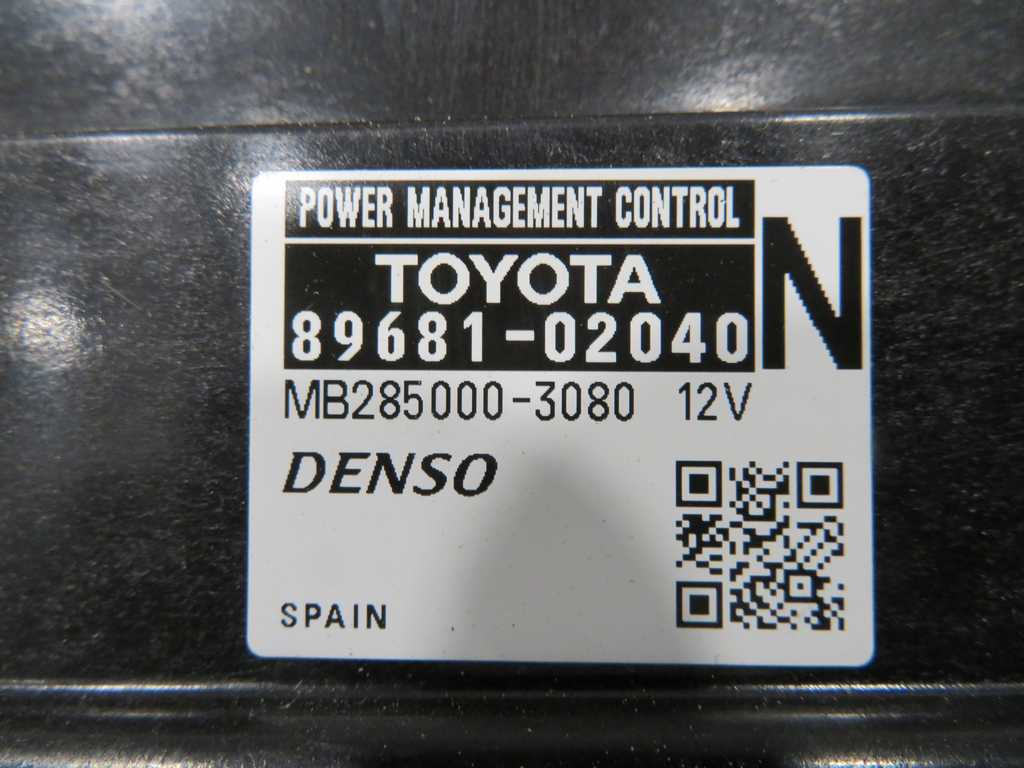 POWER MANAGEMENT CONTROL
N
TOYOTA
89681-02040
MB285000-3080 12V
DENSO
SPAIN